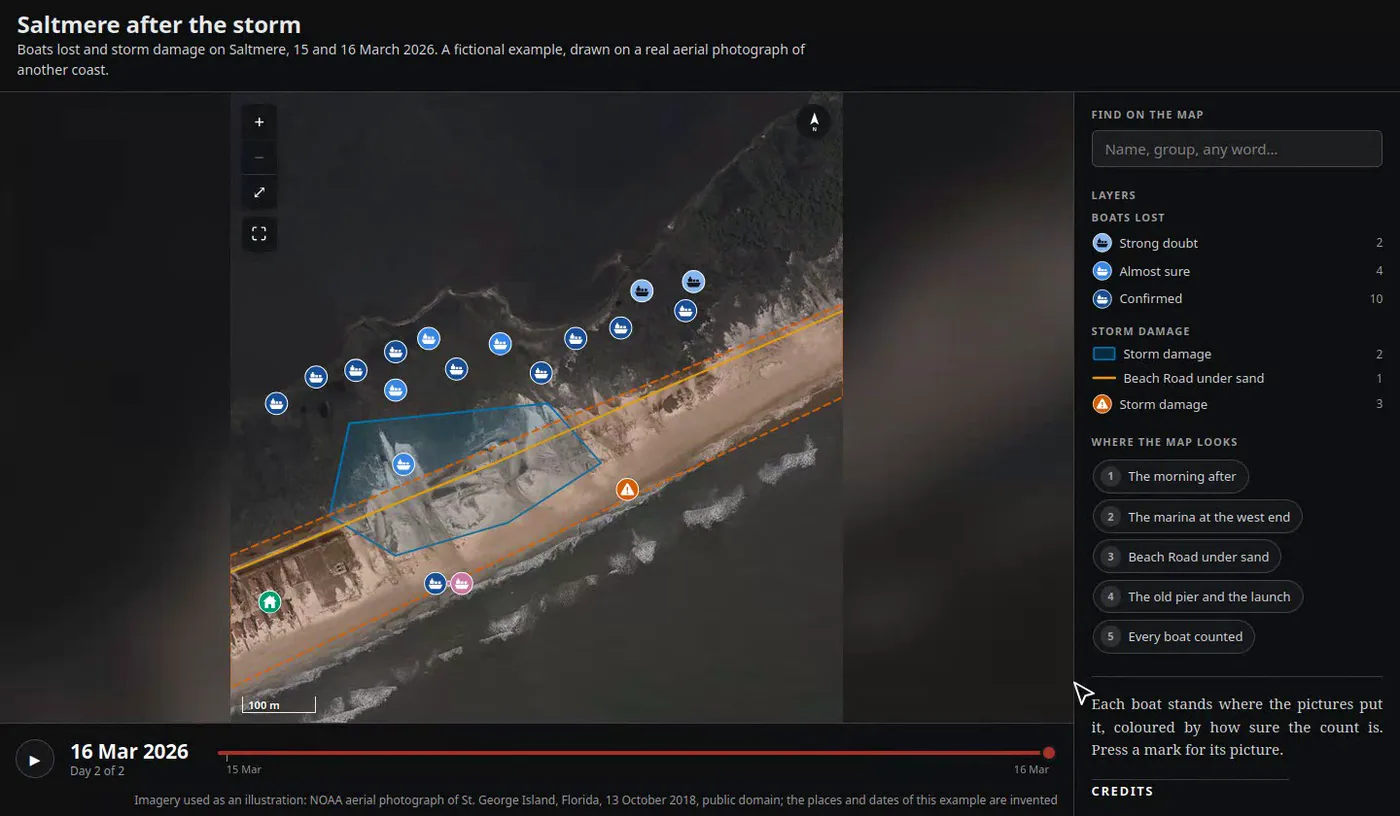 Saltmere after the storm
Boats lost and storm damage on Saltmere, 15 and 16 March 2026. A fictional example, drawn on a real aerial photograph of
another coast.
+
−
N
100 m
FIND ON THE MAP
Name, group, any word...
LAYERS
BOATS LOST
Strong doubt 2
Almost sure 4
Confirmed 10
STORM DAMAGE
Storm damage 2
Beach Road under sand 1
Storm damage 3
WHERE THE MAP LOOKS
1 The morning after
2 The marina at the west end
3 Beach Road under sand
4 The old pier and the launch
5 Every boat counted
Each boat stands where the pictures put
it, coloured by how sure the count is.
Press a mark for its picture.
CREDITS
16 Mar 2026
Day 2 of 2
15 Mar
16 Mar
Imagery used as an illustration: NOAA aerial photograph of St. George Island, Florida, 13 October 2018, public domain; the places and dates of this example are invented